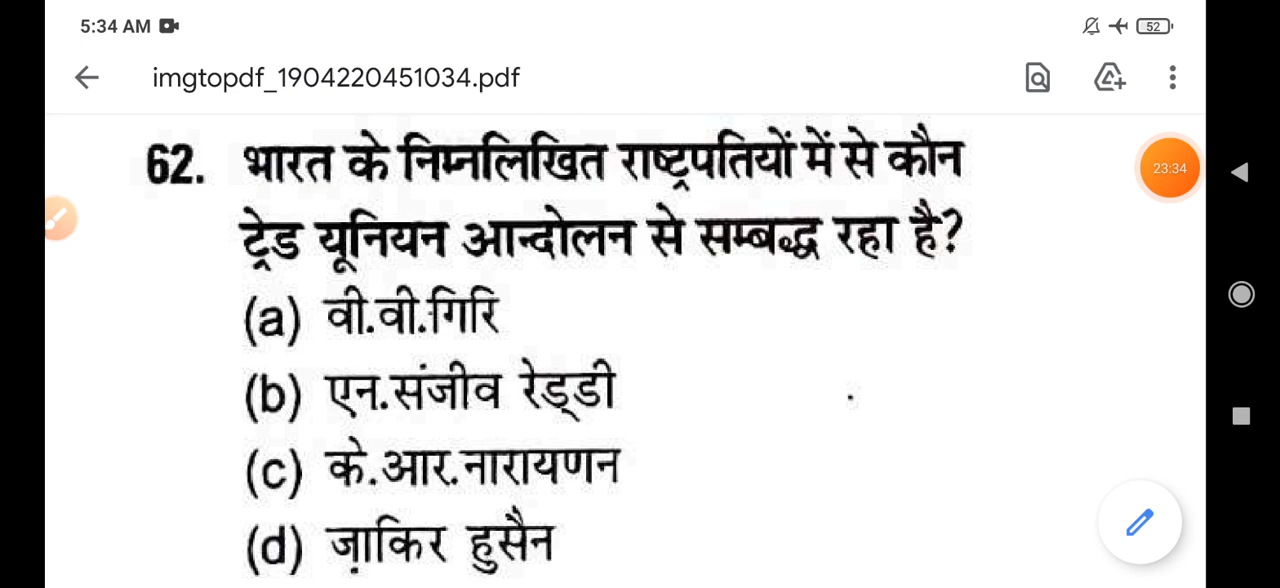 5:34 AM
52
imgtopdf_1904220451034.pdf
23:34
62. भारत के निम्नलिखित राष्ट्रपतियों में से कौन
ट्रेड यूनियन आन्दोलन से सम्बद्ध रहा है?
(a) वी.वी.गिरि
(b) एन.संजीव रेड्डी
(c) के.आर.नारायणन
(d) ज़ाकिर हुसैन